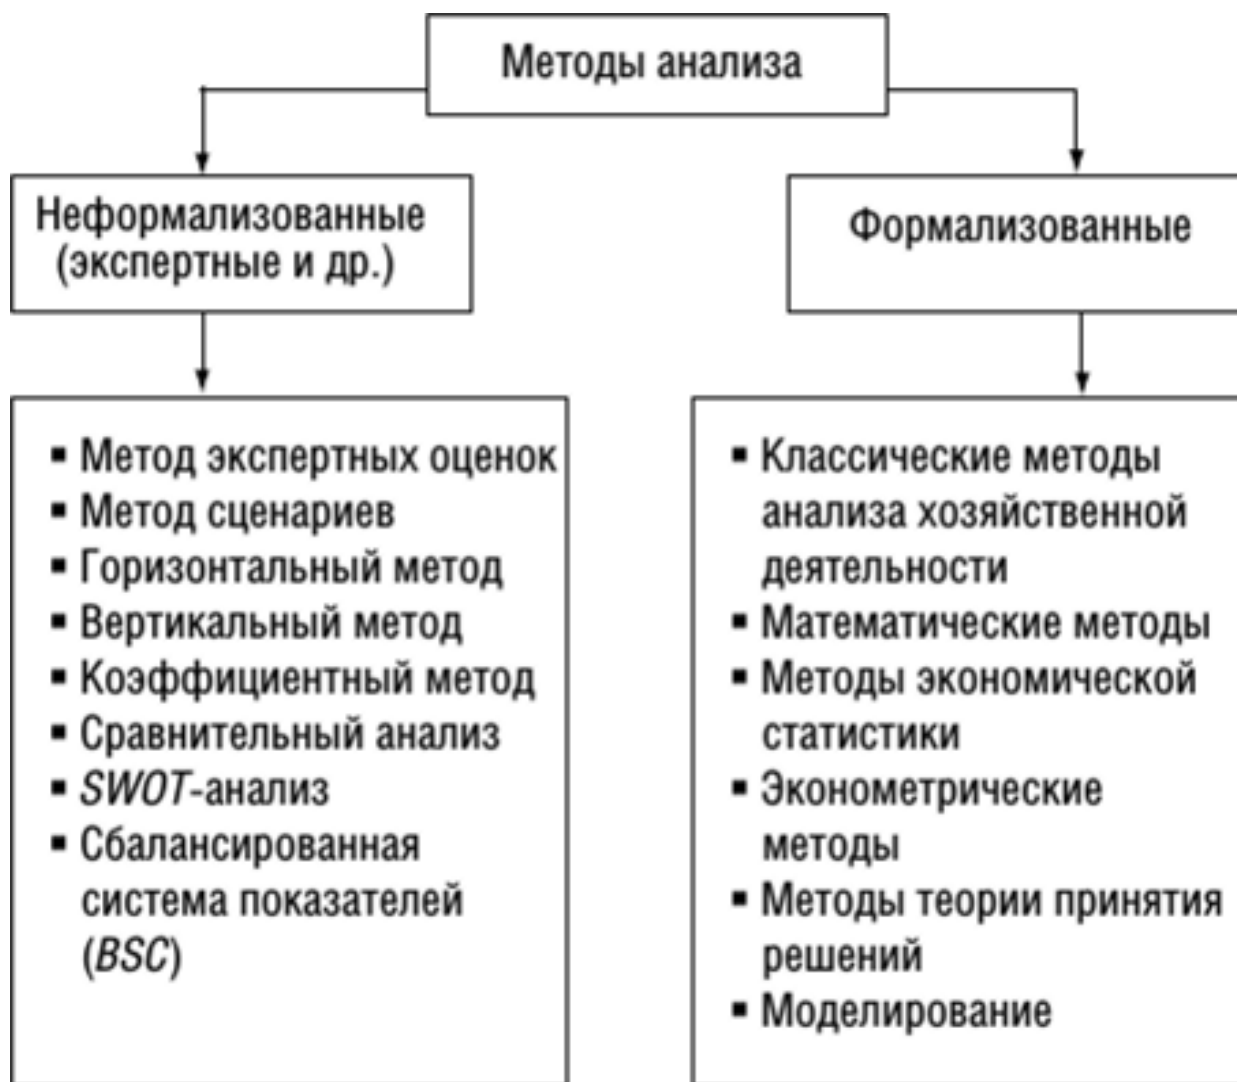 Методы анализа
Неформализованные
(экспертные и др.)
Формализованные
▪ Метод экспертных оценок
▪ Метод сценариев
▪ Горизонтальный метод
▪ Вертикальный метод
▪ Коэффициентный метод
▪ Сравнительный анализ
▪ SWOT-анализ
▪ Сбалансированная
система показателей
(BSC)
▪ Классические методы
анализа хозяйственной
деятельности
▪ Математические методы
▪ Методы экономической
статистики
▪ Эконометрические
методы
▪ Методы теории принятия
решений
▪ Моделирование